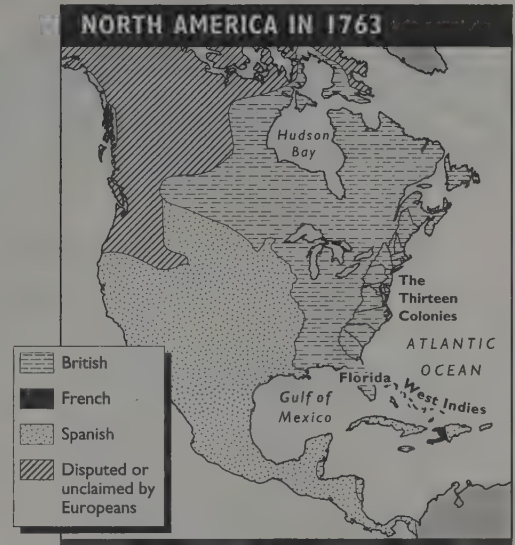 NORTH AMERICA IN 1763
Hudson
Bay
The
Thirteen
Colonies
ATLANTIC
OCEAN
Florida
West Indies
Gulf of
Mexico
British
French
Spanish
Disputed or
unclaimed by
Europeans